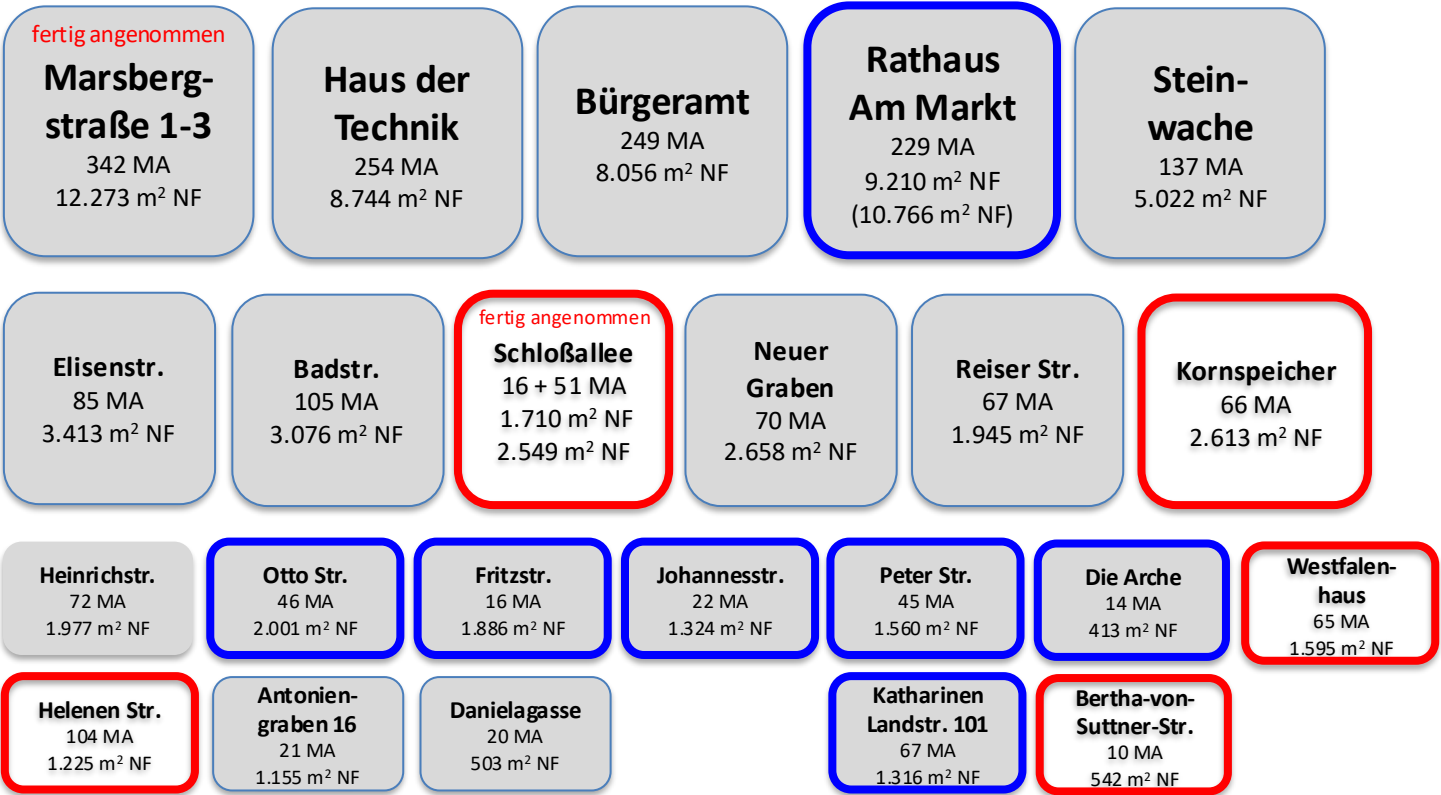 fertig angenommen
Marsberg-
straße 1-3
342 MA
12.273 m² NF
Haus der
Technik
254 MA
8.744 m² NF
Bürgeramt
249 MA
8.056 m² NF
Rathaus
Am Markt
229 MA
9.210 m² NF
(10.766 m² NF)
Stein-
wache
137 MA
5.022 m² NF
Elisenstr.
85 MA
3.413 m² NF
Badstr.
105 MA
3.076 m² NF
fertig angenommen
Schloßallee
16 + 51 MA
1.710 m² NF
2.549 m² NF
Neuer
Graben
70 MA
2.658 m² NF
Reiser Str.
67 MA
1.945 m² NF
Kornspeicher
66 MA
2.613 m² NF
Heinrichstr.
72 MA
1.977 m² NF
Otto Str.
46 MA
2.001 m² NF
Fritzstr.
16 MA
1.886 m² NF
Johannesstr.
22 MA
1.324 m² NF
Peter Str.
45 MA
1.560 m² NF
Die Arche
14 MA
413 m² NF
Westfalen-
haus
65 MA
1.595 m² NF
Helenen Str.
104 MA
1.225 m² NF
Antonien-
graben 16
21 MA
1.155 m² NF
Danielagasse
20 MA
503 m² NF
Katharinen
Landstr. 101
67 MA
1.316 m² NF
Bertha-von-
Suttner-Str.
10 MA
542 m² NF